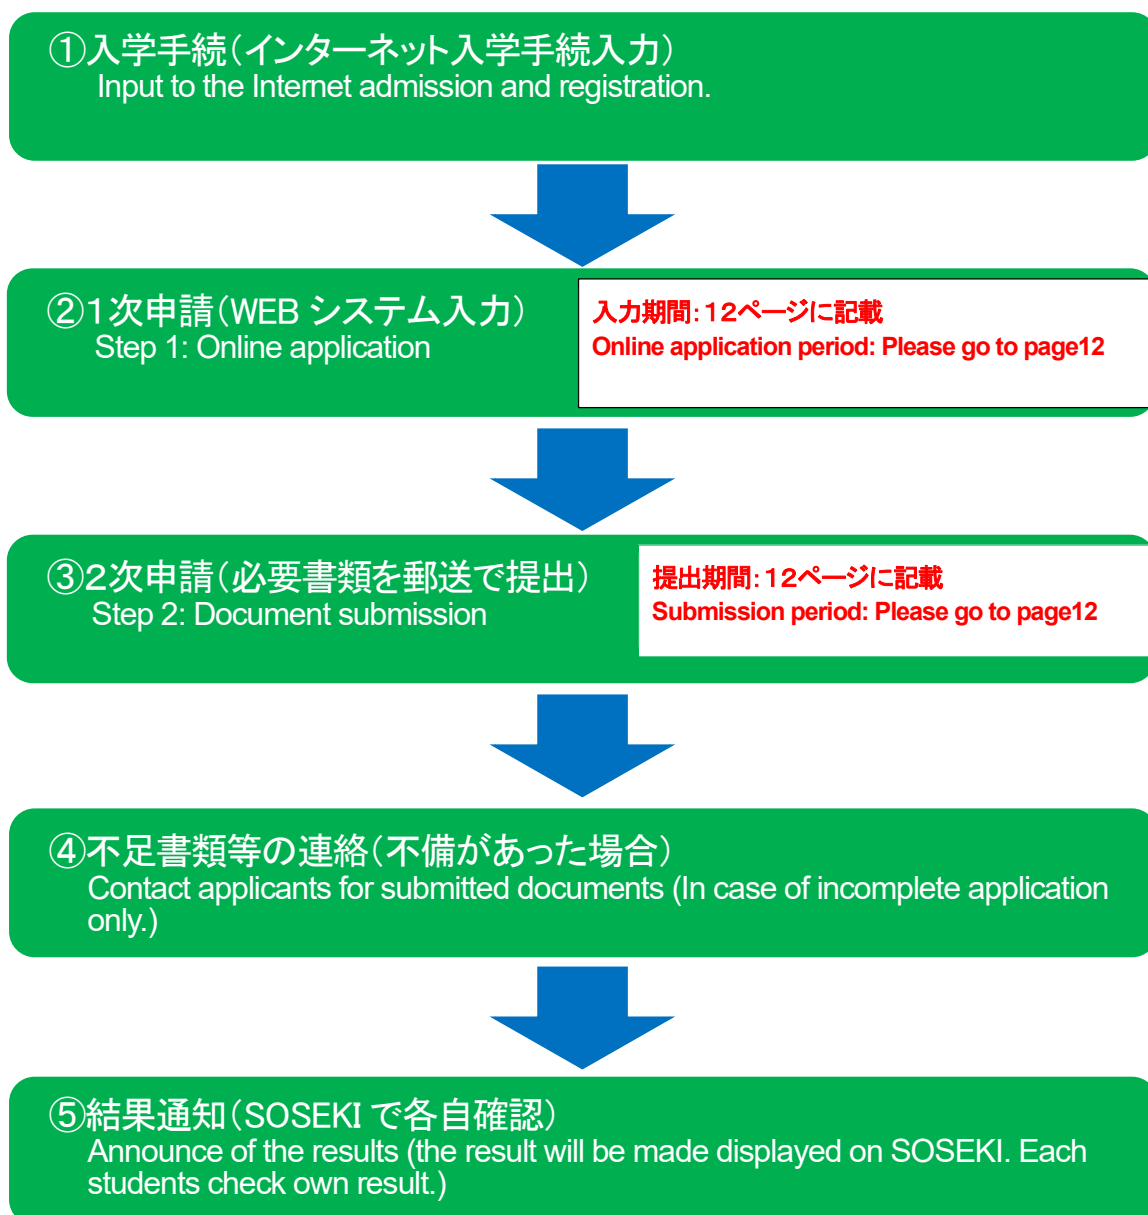 ①入学手続（インターネット入学手続入力）
Input to the Internet admission and registration.
②１次申請（WEB システム入力）
Step 1: Online application
入力期間：１２ページに記載
Online application period: Please go to page12
③２次申請（必要書類を郵送で提出）
Step 2: Document submission
提出期間：１２ページに記載
Submission period: Please go to page12
④不足書類等の連絡（不備があった場合）
Contact applicants for submitted documents (In case of incomplete application
only.)
⑤結果通知（SOSEKI で各自確認）
Announce of the results (the result will be made displayed on SOSEKI. Each
students check own result.)